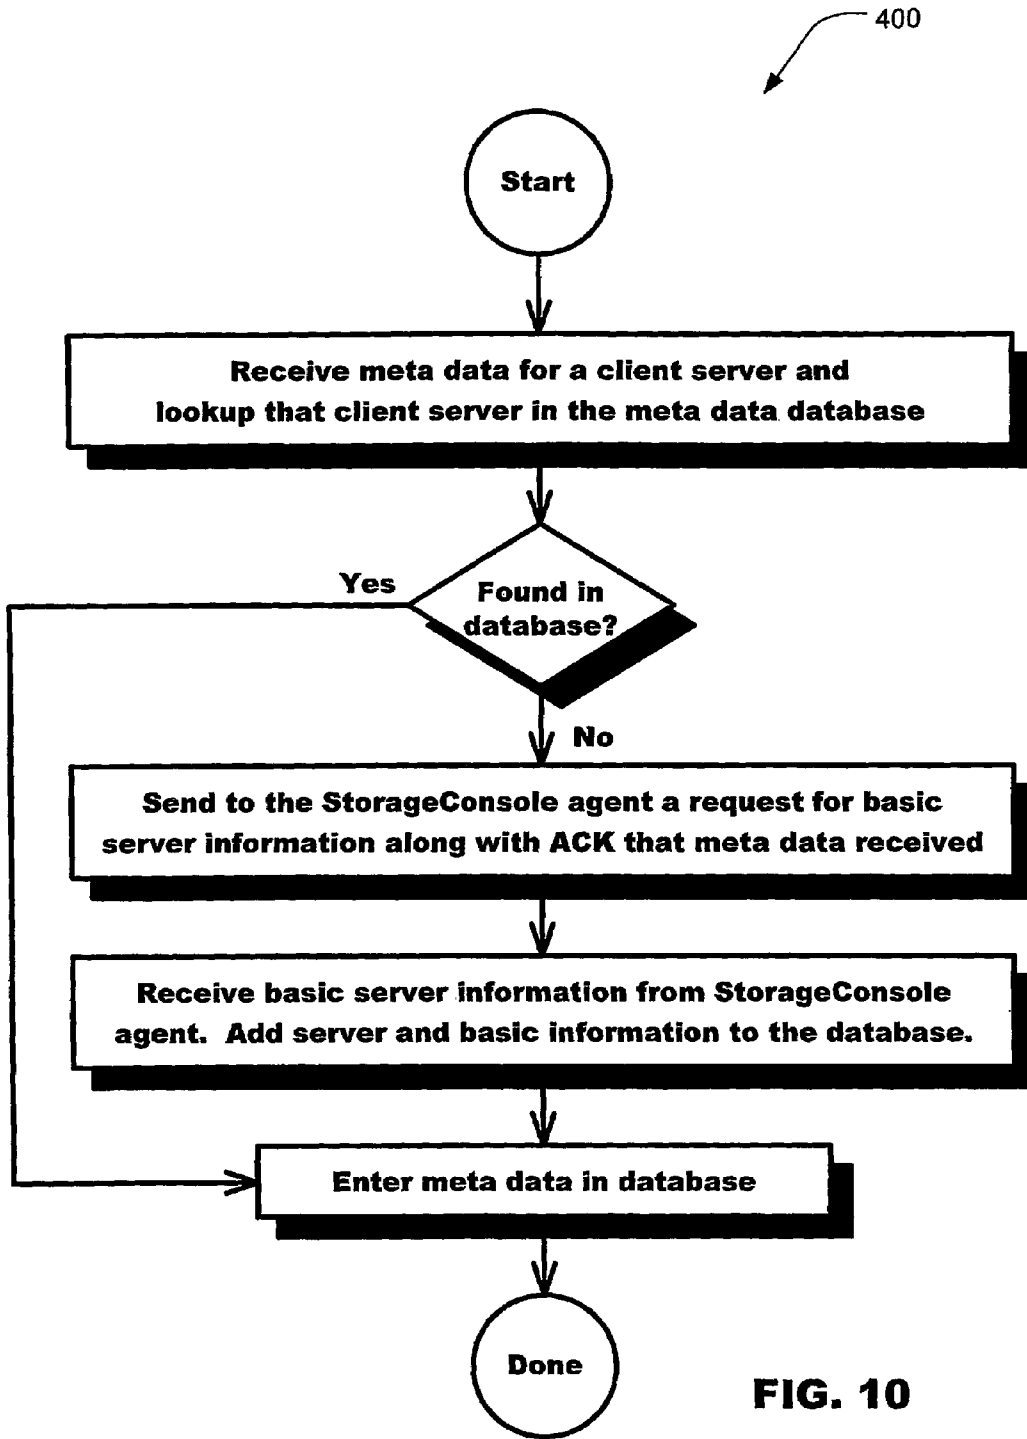 400
Start
Receive meta data for a client server and
lookup that client server in the meta data database
Yes
Found in
database?
No
Send to the StorageConsole agent a request for basic
server information along with ACK that meta data received
Receive basic server information from StorageConsole
agent. Add server and basic information to the database.
Enter meta data in database
Done
FIG. 10